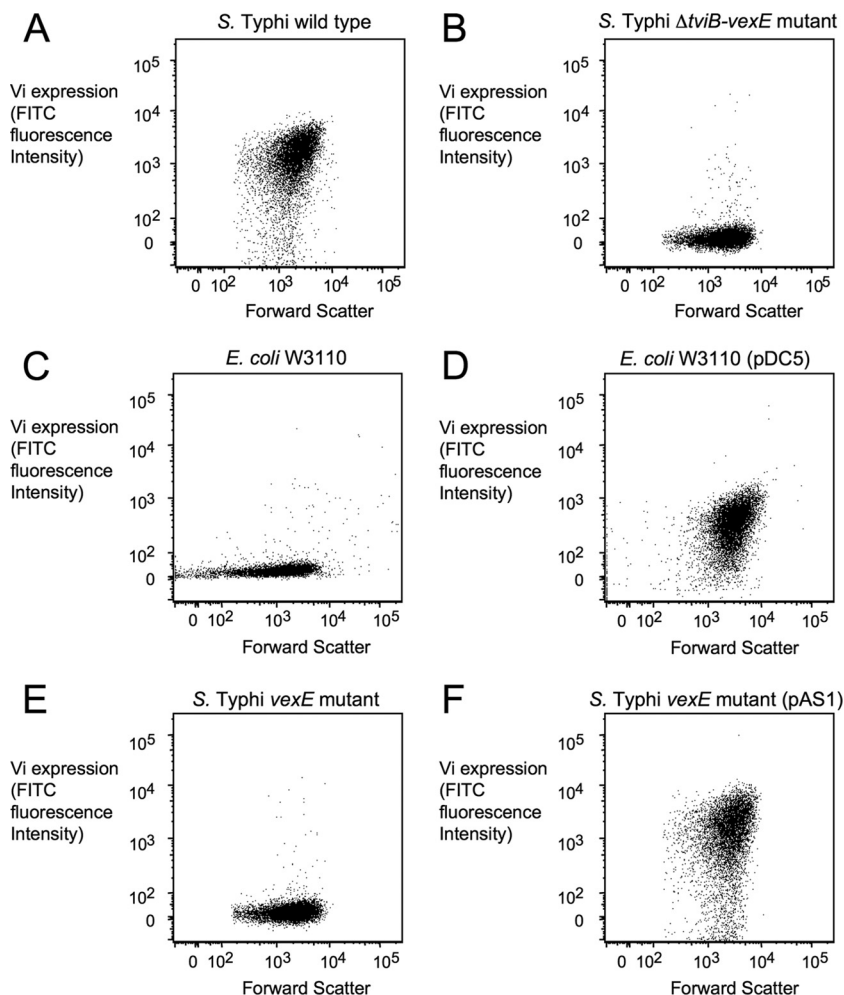 A
S. Typhi wild type
Vi expression
(FITC
fluorescence
Intensity)
10^5
10^4
10^3
10^2
0
0 10^2 10^3 10^4 10^5
Forward Scatter
B
S. Typhi ΔtviB-vexE mutant
Vi expression
(FITC
fluorescence
Intensity)
10^5
10^4
10^3
10^2
0
0 10^2 10^3 10^4 10^5
Forward Scatter
C
E. coli W3110
Vi expression
(FITC
fluorescence
Intensity)
10^5
10^4
10^3
10^2
0
0 10^2 10^3 10^4 10^5
Forward Scatter
D
E. coli W3110 (pDC5)
Vi expression
(FITC
fluorescence
Intensity)
10^5
10^4
10^3
10^2
0
0 10^2 10^3 10^4 10^5
Forward Scatter
E
S. Typhi vexE mutant
Vi expression
(FITC
fluorescence
Intensity)
10^5
10^4
10^3
10^2
0
0 10^2 10^3 10^4 10^5
Forward Scatter
F
S. Typhi vexE mutant (pAS1)
Vi expression
(FITC
fluorescence
Intensity)
10^5
10^4
10^3
10^2
0
0 10^2 10^3 10^4 10^5
Forward Scatter